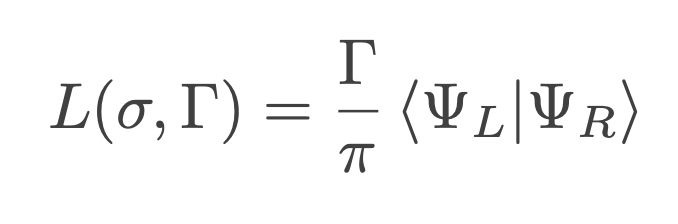 L(σ, Γ) = Γ/π ⟨Ψ_L|Ψ_R⟩